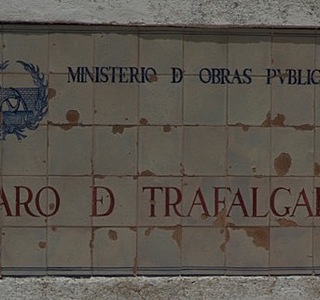 MINISTERIO D OBRAS PVBLIC
ARO D TRAFALGA